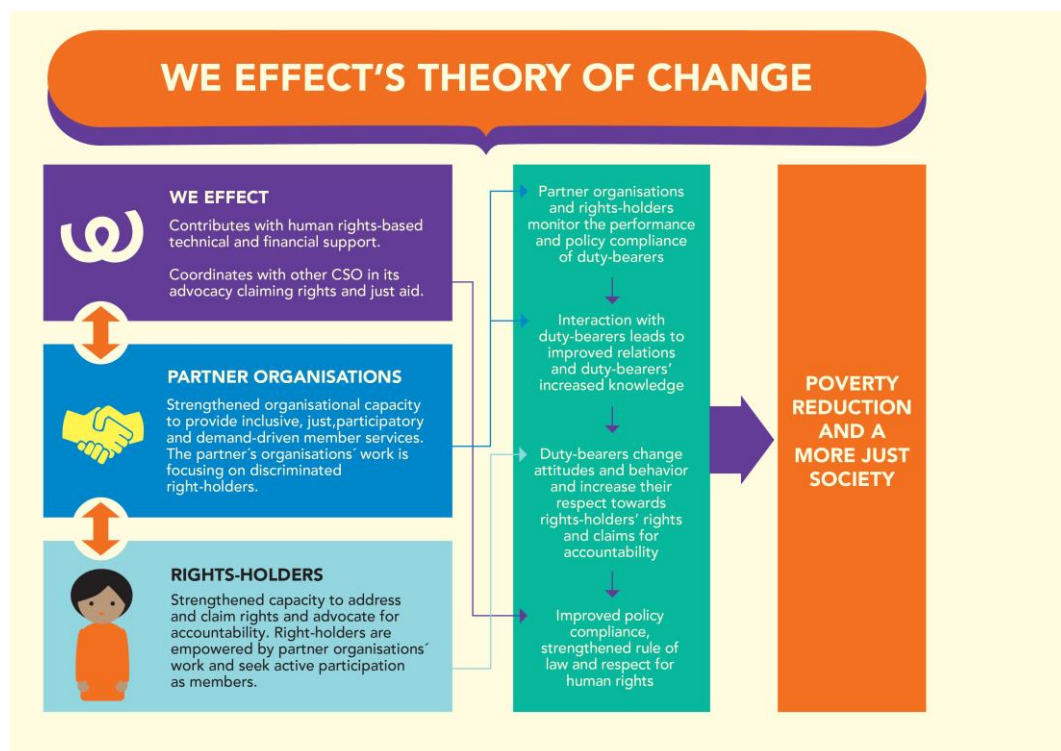 WE EFFECT'S THEORY OF CHANGE
WE EFFECT
Contributes with human rights-based
technical and financial support.
Coordinates with other CSO in its
advocacy claiming rights and just aid.
PARTNER ORGANISATIONS
Strengthened organisational capacity
to provide inclusive, just,participatory
and demand-driven member services.
The partner´s organisations´ work is
focusing on discriminated
right-holders.
RIGHTS-HOLDERS
Strengthened capacity to address
and claim rights and advocate for
accountability. Right-holders are
empowered by partner organisations´
work and seek active participation
as members.
Partner organisations
and rights-holders
monitor the performance
and policy compliance
of duty-bearers
Interaction with
duty-bearers leads to
improved relations
and duty-bearers’
increased knowledge
Duty-bearers change
attitudes and behavior
and increase their
respect towards
rights-holders’ rights
and claims for
accountability
Improved policy
compliance,
strengthened rule of
law and respect for
human rights
POVERTY
REDUCTION
AND A
MORE JUST
SOCIETY